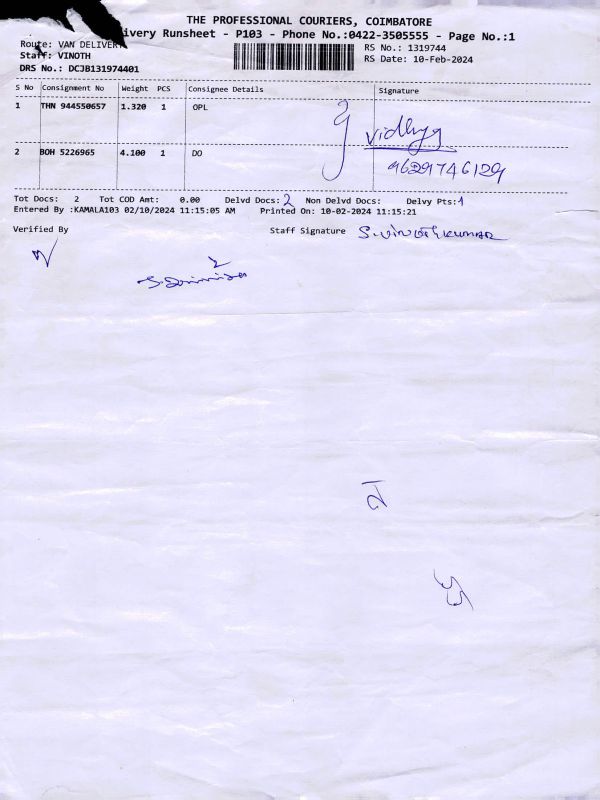 THE PROFESSIONAL COURIERS, COIMBATORE
ivery Runsheet - P103 - Phone No.:0422-3505555 - Page No.:1
Route: VAN DELIVERY
RS No.: 1319744
Staff: VINOTH
RS Date: 10-Feb-2024
DRS No.: DCJB131974401
S No Consignment No Weight PCS Consignee Details Signature
1 THN 944550657 1.320 1 OPL
Vidhya
2 BOH 5226965 4.100 1 DO
9629746129
Tot Docs: 2 Tot COD Amt: 0.00 Delvd Docs: 2 Non Delvd Docs: Delvy Pts:1
Entered By :KAMALA103 02/10/2024 11:15:05 AM Printed On: 10-02-2024 11:15:21
Verified By Staff Signature